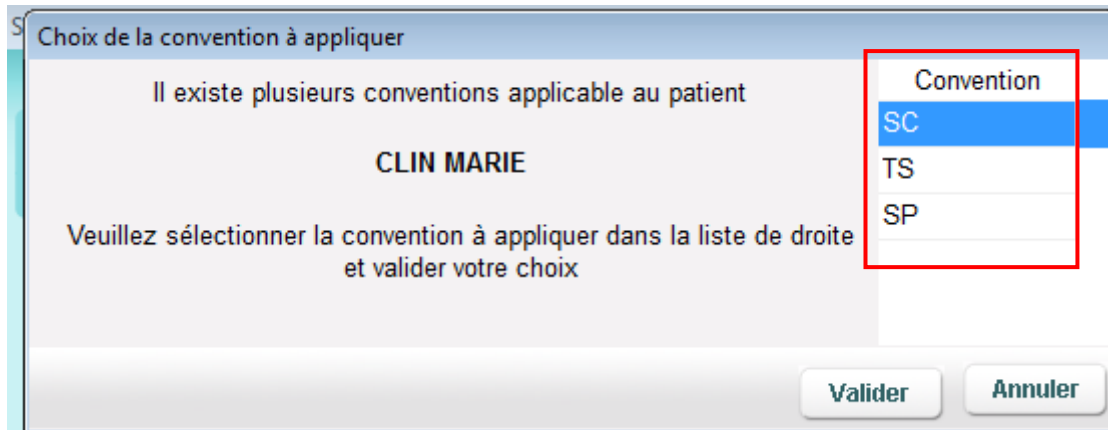 S
Choix de la convention à appliquer
Il existe plusieurs conventions applicable au patient
CLIN MARIE
Veuillez sélectionner la convention à appliquer dans la liste de droite
et valider votre choix
Convention
SC
TS
SP
Valider
Annuler